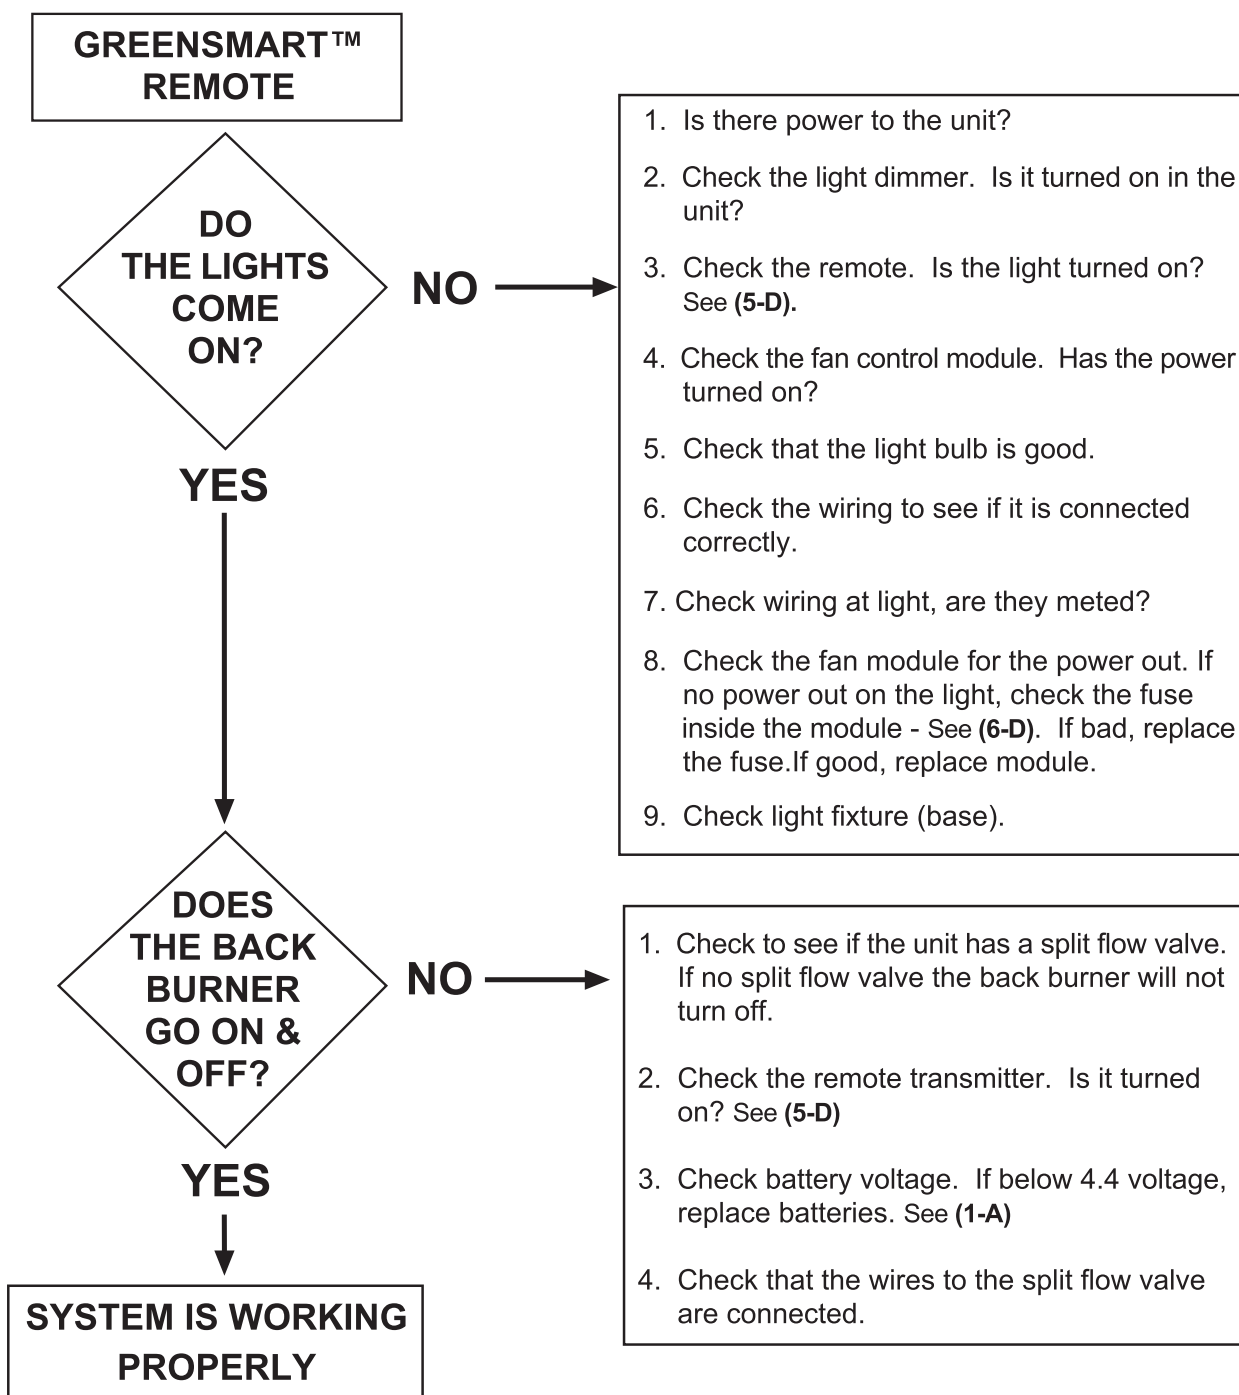 GREENSMART™
REMOTE
DO
THE LIGHTS
COME
ON?
NO
1. Is there power to the unit?
2. Check the light dimmer. Is it turned on in the
unit?
3. Check the remote. Is the light turned on?
See (5-D).
4. Check the fan control module. Has the power
turned on?
5. Check that the light bulb is good.
6. Check the wiring to see if it is connected
correctly.
7. Check wiring at light, are they meted?
8. Check the fan module for the power out. If
no power out on the light, check the fuse
inside the module - See (6-D). If bad, replace
the fuse.If good, replace module.
9. Check light fixture (base).
YES
DOES
THE BACK
BURNER
GO ON &
OFF?
NO
1. Check to see if the unit has a split flow valve.
If no split flow valve the back burner will not
turn off.
2. Check the remote transmitter. Is it turned
on? See (5-D)
3. Check battery voltage. If below 4.4 voltage,
replace batteries. See (1-A)
4. Check that the wires to the split flow valve
are connected.
YES
SYSTEM IS WORKING
PROPERLY